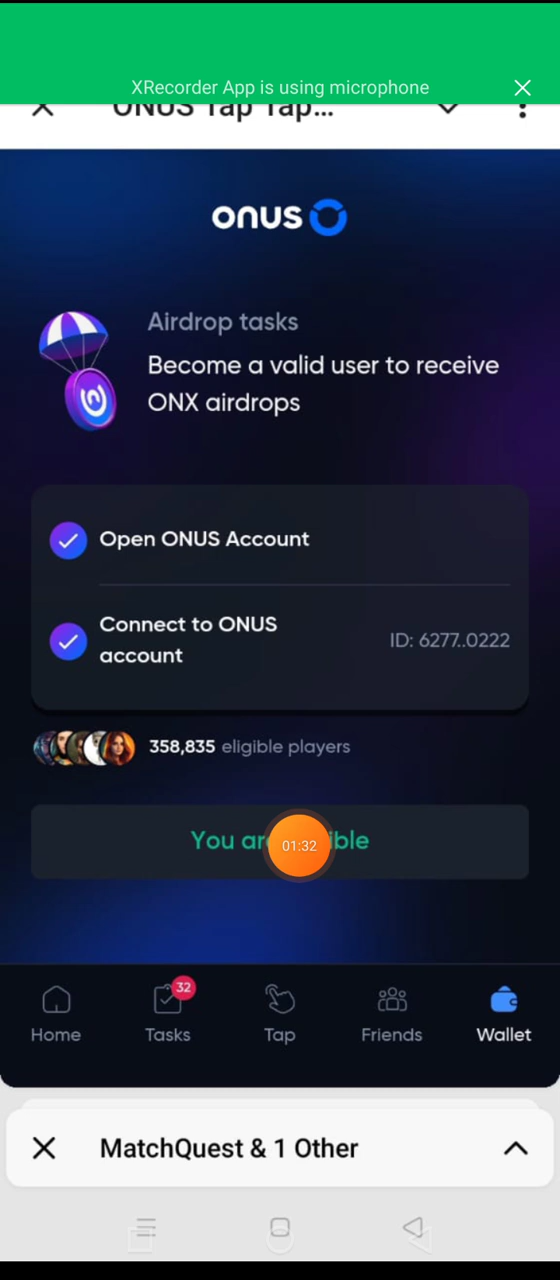 XRecorder App is using microphone
ONUS Tap Tap...
onus
Airdrop tasks
Become a valid user to receive
ONX airdrops
Open ONUS Account
Connect to ONUS
account
ID: 6277..0222
358,835 eligible players
You
01:32
32
Home
Tasks
Tap
Friends
Wallet
MatchQuest & 1 Other